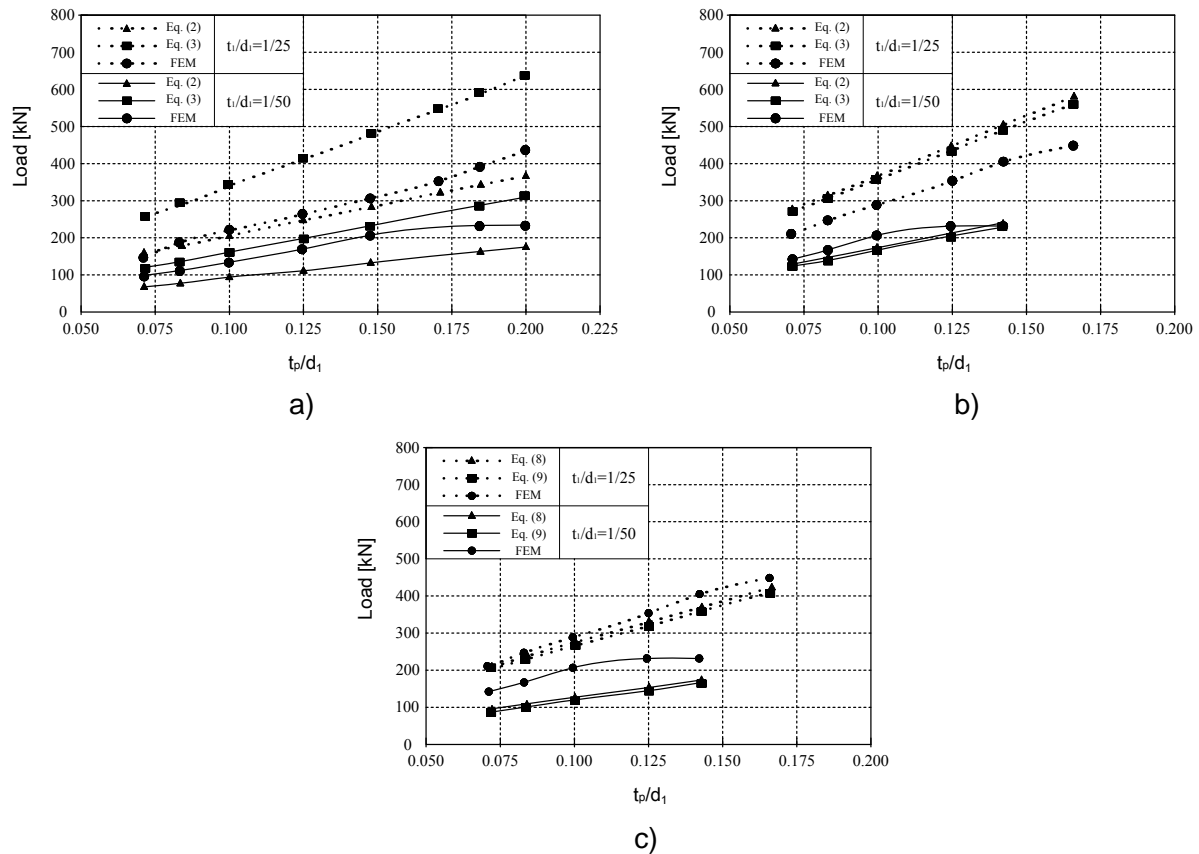 800
700
600
500
400
300
200
100
0
Load [kN]
Eq. (2)
Eq. (3)
FEM
t₁/d₁=1/25
Eq. (2)
Eq. (3)
FEM
t₁/d₁=1/50
0.050 0.075 0.100 0.125 0.150 0.175 0.200 0.225
tₚ/d₁
a)
800
700
600
500
400
300
200
100
0
Load [kN]
Eq. (2)
Eq. (3)
FEM
t₁/d₁=1/25
Eq. (2)
Eq. (3)
FEM
t₁/d₁=1/50
0.050 0.075 0.100 0.125 0.150 0.175 0.200
tₚ/d₁
b)
800
700
600
500
400
300
200
100
0
Load [kN]
Eq. (8)
Eq. (9)
FEM
t₁/d₁=1/25
Eq. (8)
Eq. (9)
FEM
t₁/d₁=1/50
0.050 0.075 0.100 0.125 0.150 0.175 0.200
tₚ/d₁
c)